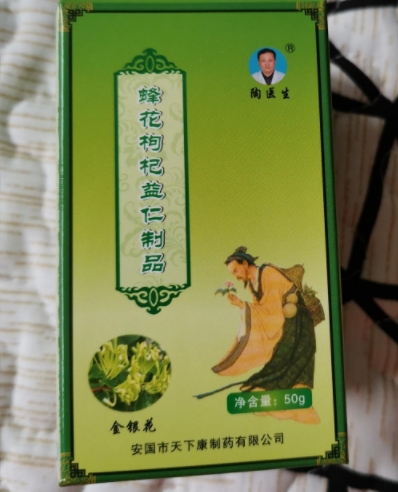 ®
陶医生
蜂花枸杞益仁制品
金银花
净含量：50g
安国市天下康制药有限公司